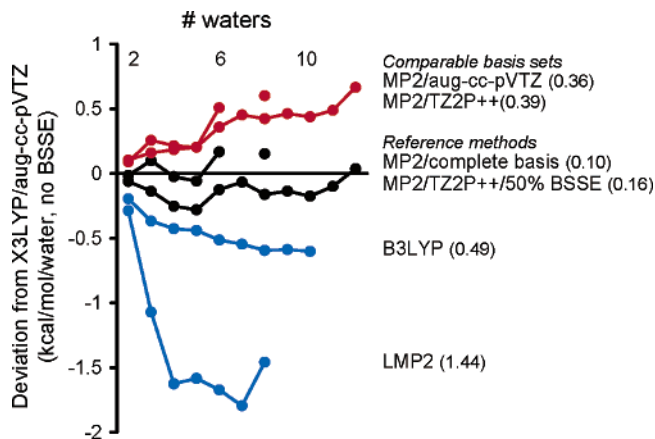 # waters
2 6 10
1
0.5
0
-0.5
-1
-1.5
-2
Deviation from X3LYP/aug-cc-pVTZ
(kcal/mol/water, no BSSE)
Comparable basis sets
MP2/aug-cc-pVTZ (0.36)
MP2/TZ2P++(0.39)
Reference methods
MP2/complete basis (0.10)
MP2/TZ2P++/50% BSSE (0.16)
B3LYP (0.49)
LMP2 (1.44)